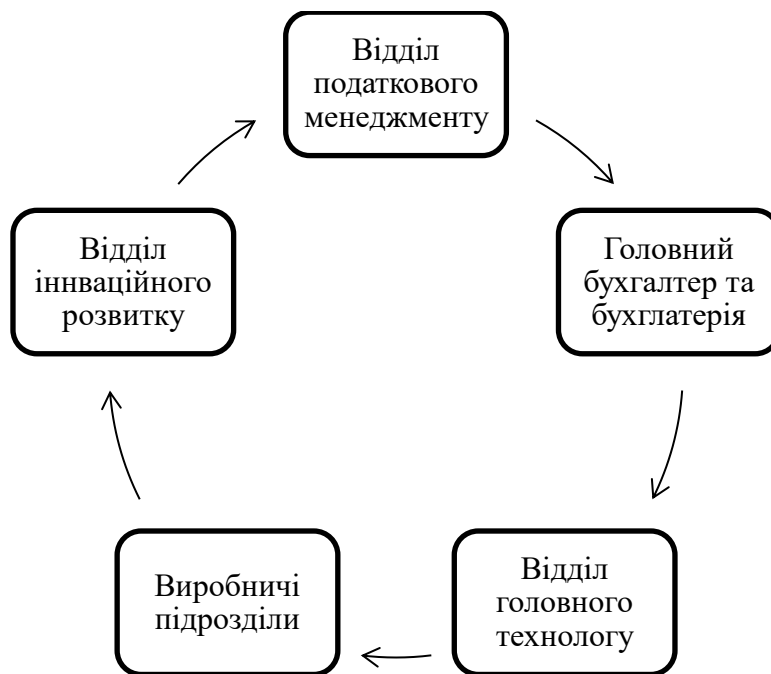 Відділ
податкового
менеджменту
Головний
бухгалтер та
бухглатерія
Відділ
головного
технологу
Виробничі
підрозділи
Відділ
іннваційного
розвитку